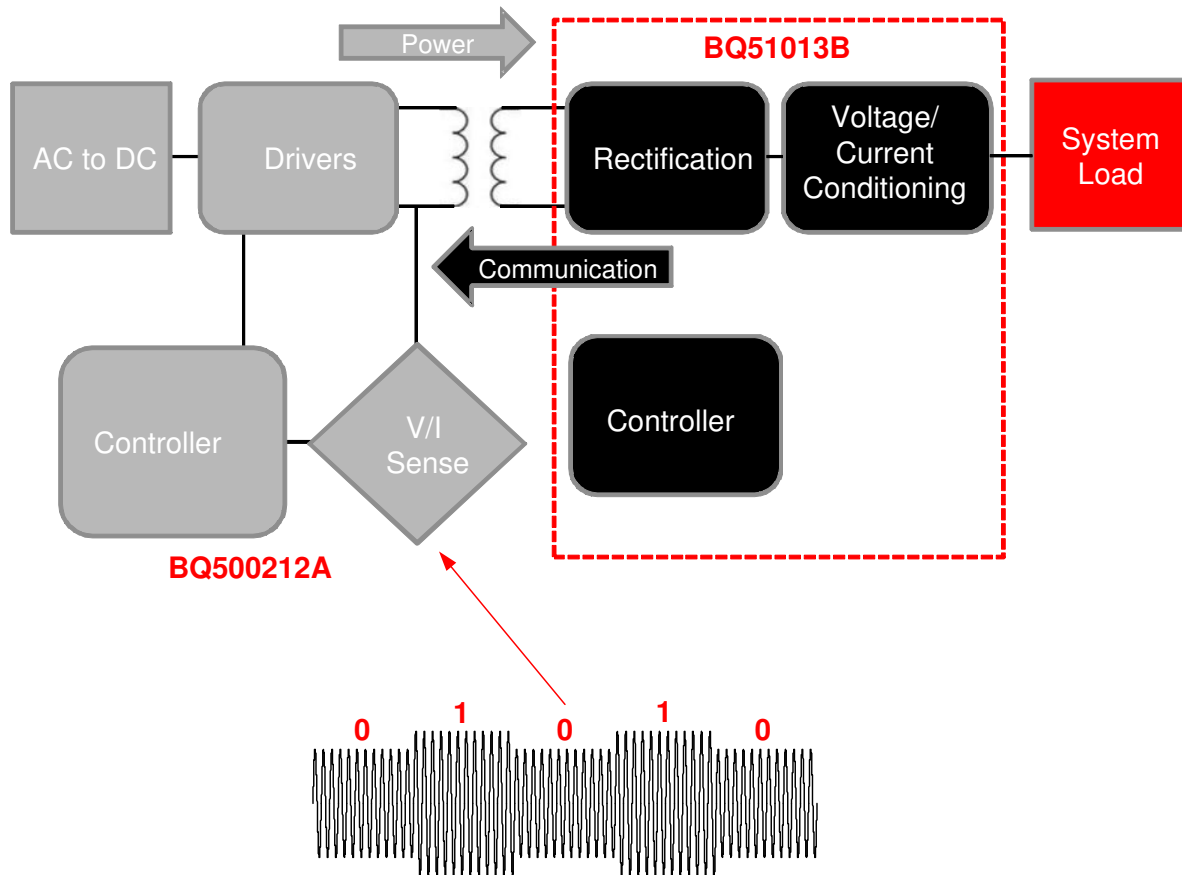 Power
BQ51013B
AC to DC
Drivers
Rectification
Voltage/
Current
Conditioning
System
Load
Communication
Controller
V/I
Sense
Controller
BQ500212A
0
1
0
1
0